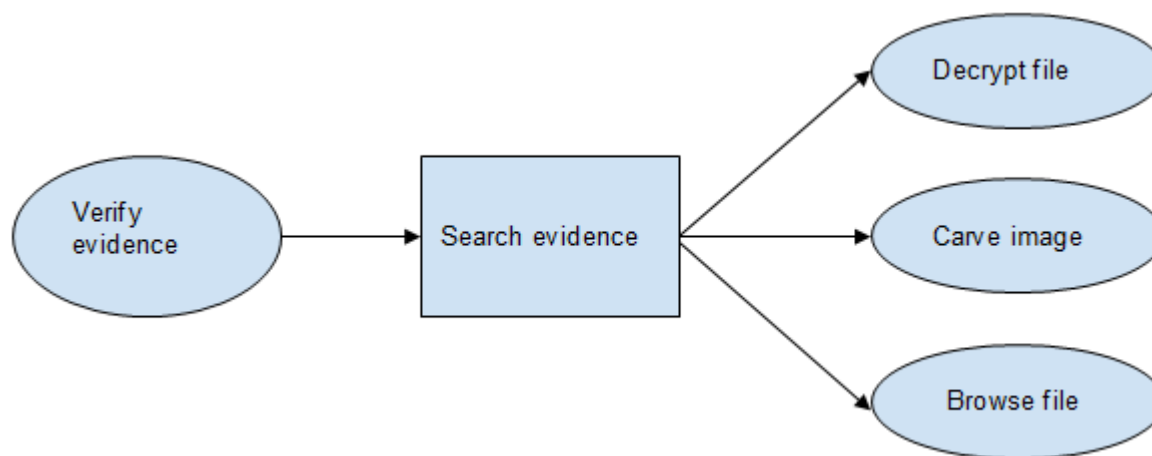 Decrypt file
Verify
evidence
Search evidence
Carve image
Browse file